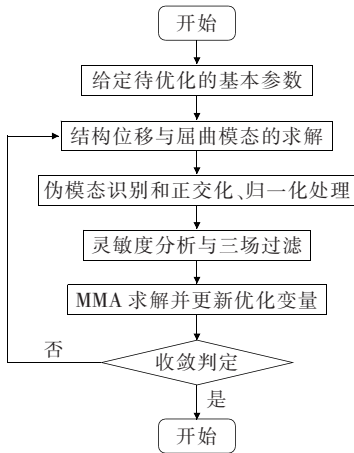 开始
给定待优化的基本参数
结构位移与屈曲模态的求解
伪模态识别和正交化、归一化处理
灵敏度分析与三场过滤
MMA 求解并更新优化变量
否
收敛判定
是
开始